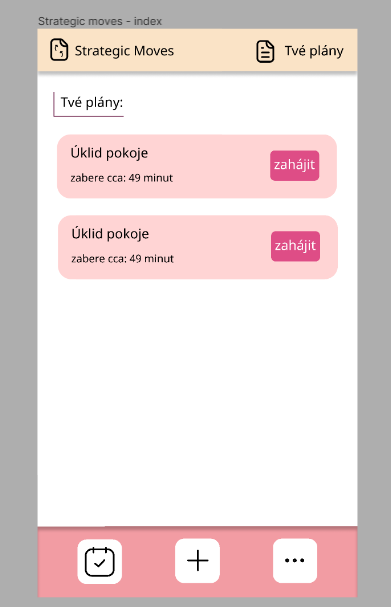 Strategic moves - index
Strategic Moves
Tvé plány
Tvé plány:
Úklid pokoje
zabere cca: 49 minut
zahájit
Úklid pokoje
zabere cca: 49 minut
zahájit